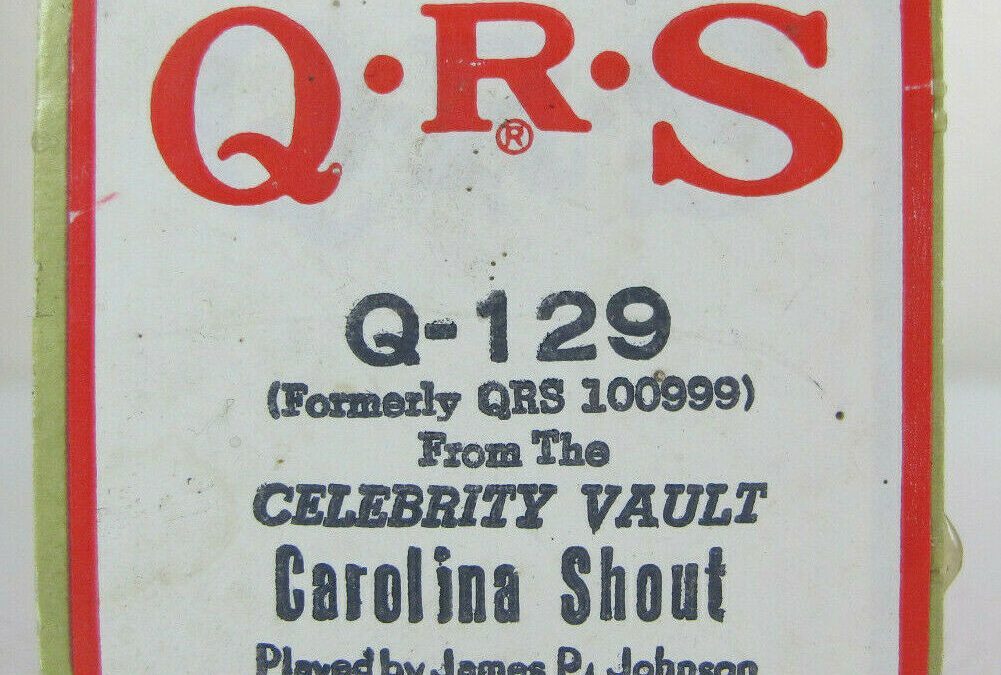 Q·R·S
®
Q-129
(Formerly QRS 100999)
From The
CELEBRITY VAULT
Carolina Shout
Played by James P. Johnson